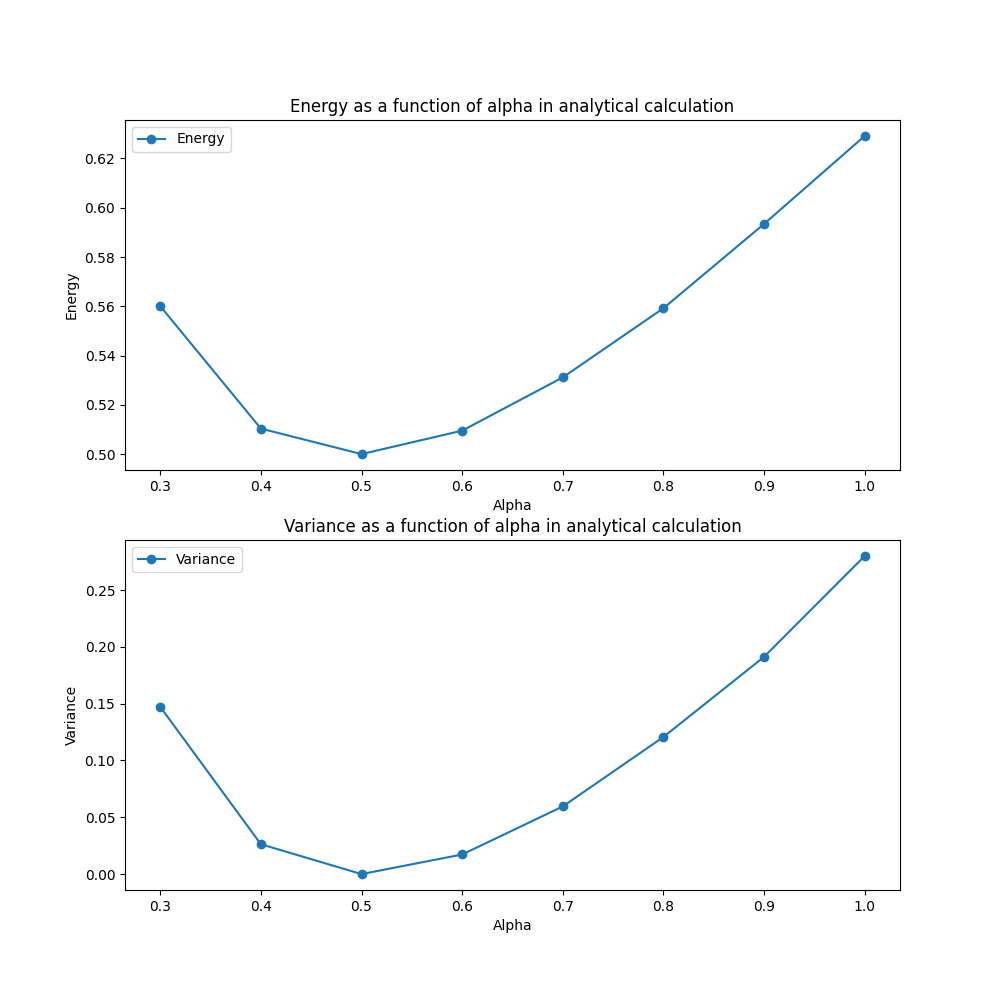 Energy as a function of alpha in analytical calculation
Energy
0.62
0.60
0.58
0.56
0.54
0.52
0.50
Energy
0.3 0.4 0.5 0.6 0.7 0.8 0.9 1.0
Alpha
Variance as a function of alpha in analytical calculation
Variance
0.25
0.20
0.15
0.10
0.05
0.00
Variance
0.3 0.4 0.5 0.6 0.7 0.8 0.9 1.0
Alpha